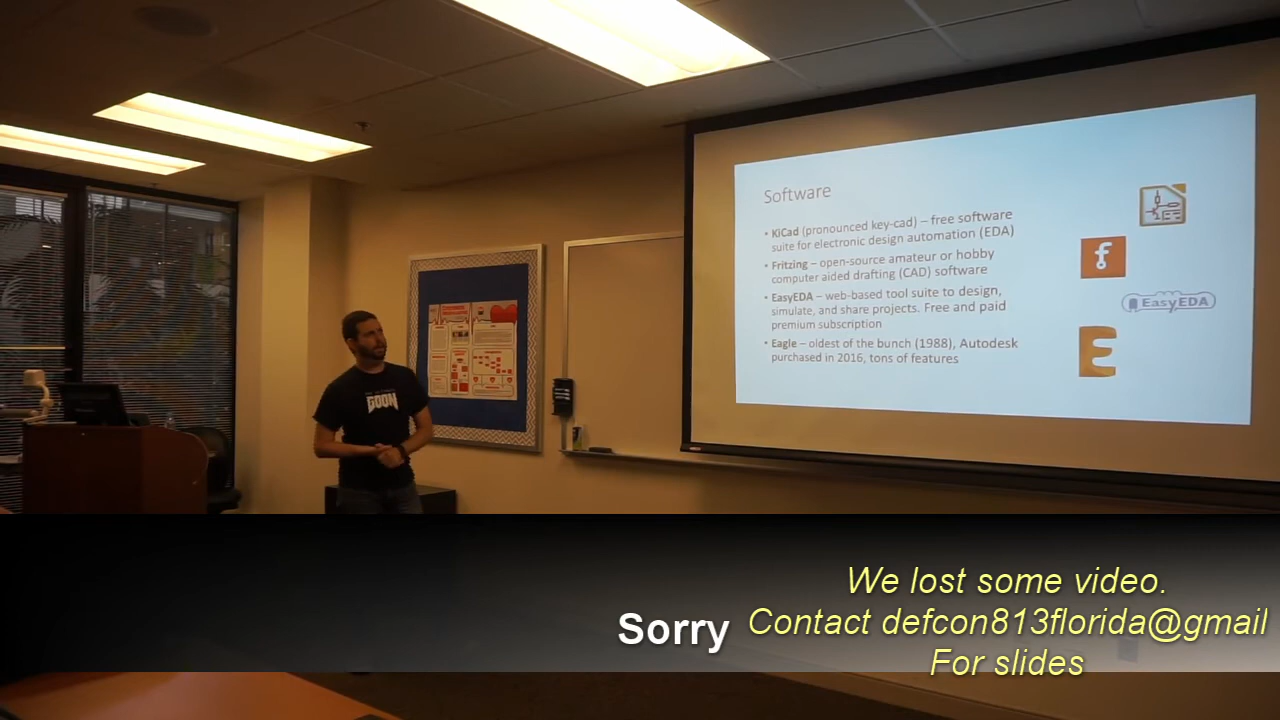 Software
• KiCad (pronounced key-cad) – free software
suite for electronic design automation (EDA)
• Fritzing – open-source amateur or hobby
computer aided drafting (CAD) software
• EasyEDA – web-based tool suite to design,
simulate, and share projects. Free and paid
premium subscription
• Eagle – oldest of the bunch (1988), Autodesk
purchased in 2016, tons of features
f
EasyEDA
E
GOON
We lost some video.
Sorry
Contact defcon813florida@gmail
For slides